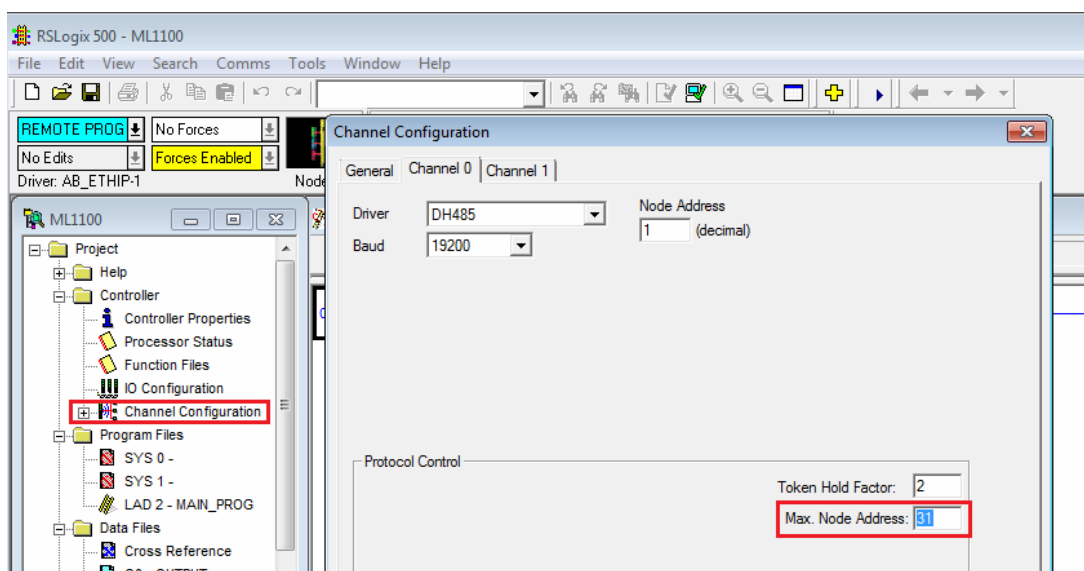 RSLogix 500 - ML1100
File Edit View Search Comms Tools Window Help
REMOTE PROG No Forces
No Edits Forces Enabled
Driver: AB_ETHIP-1
ML1100
Project
Help
Controller
Controller Properties
Processor Status
Function Files
IO Configuration
Channel Configuration
Program Files
SYS 0 -
SYS 1 -
LAD 2 - MAIN_PROG
Data Files
Cross Reference
Channel Configuration
General Channel 0 Channel 1
Driver DH485
Baud 19200
Node Address
1 (decimal)
Protocol Control
Token Hold Factor: 2
Max. Node Address: 31